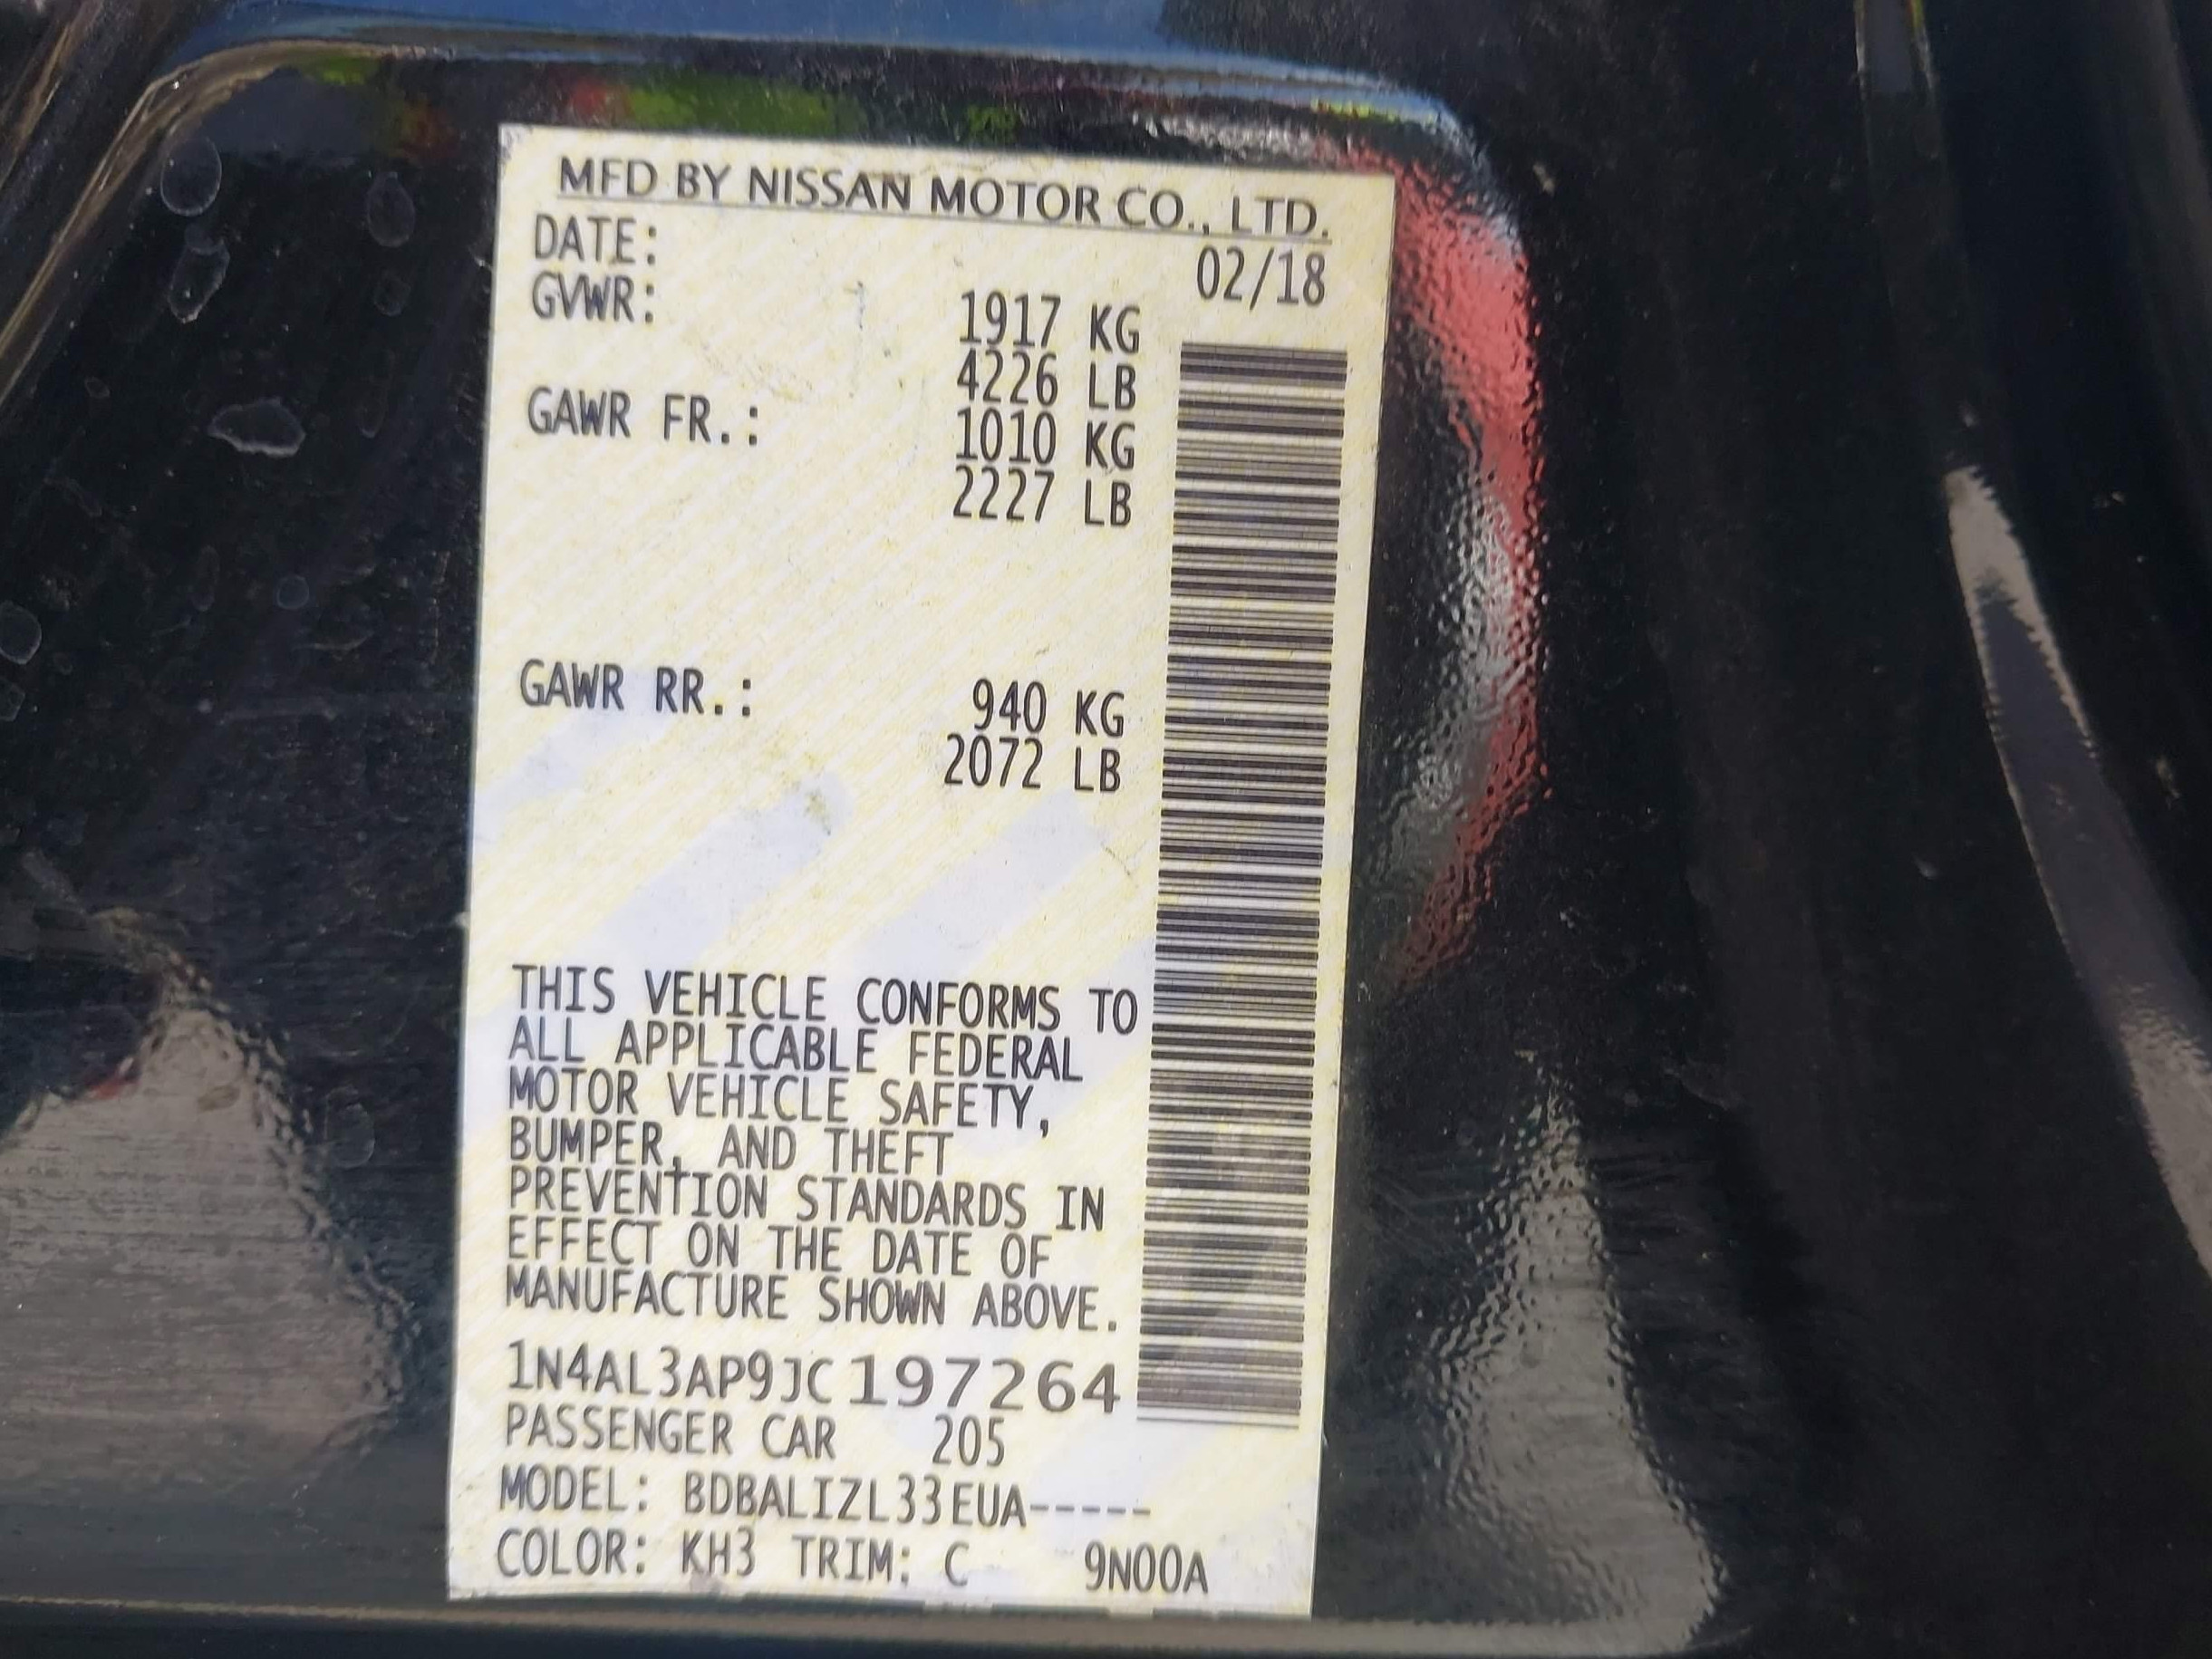 MFD BY NISSAN MOTOR CO., LTD.
DATE: 02/18
GVWR: 1917 KG
4226 LB
GAWR FR.: 1010 KG
2227 LB
GAWR RR.: 940 KG
2072 LB
THIS VEHICLE CONFORMS TO
ALL APPLICABLE FEDERAL
MOTOR VEHICLE SAFETY,
BUMPER, AND THEFT
PREVENTION STANDARDS IN
EFFECT ON THE DATE OF
MANUFACTURE SHOWN ABOVE.
1N4AL3AP9JC197264
PASSENGER CAR 205
MODEL: BDBALIZL33EUA-----
COLOR: KH3 TRIM: C 9N00A